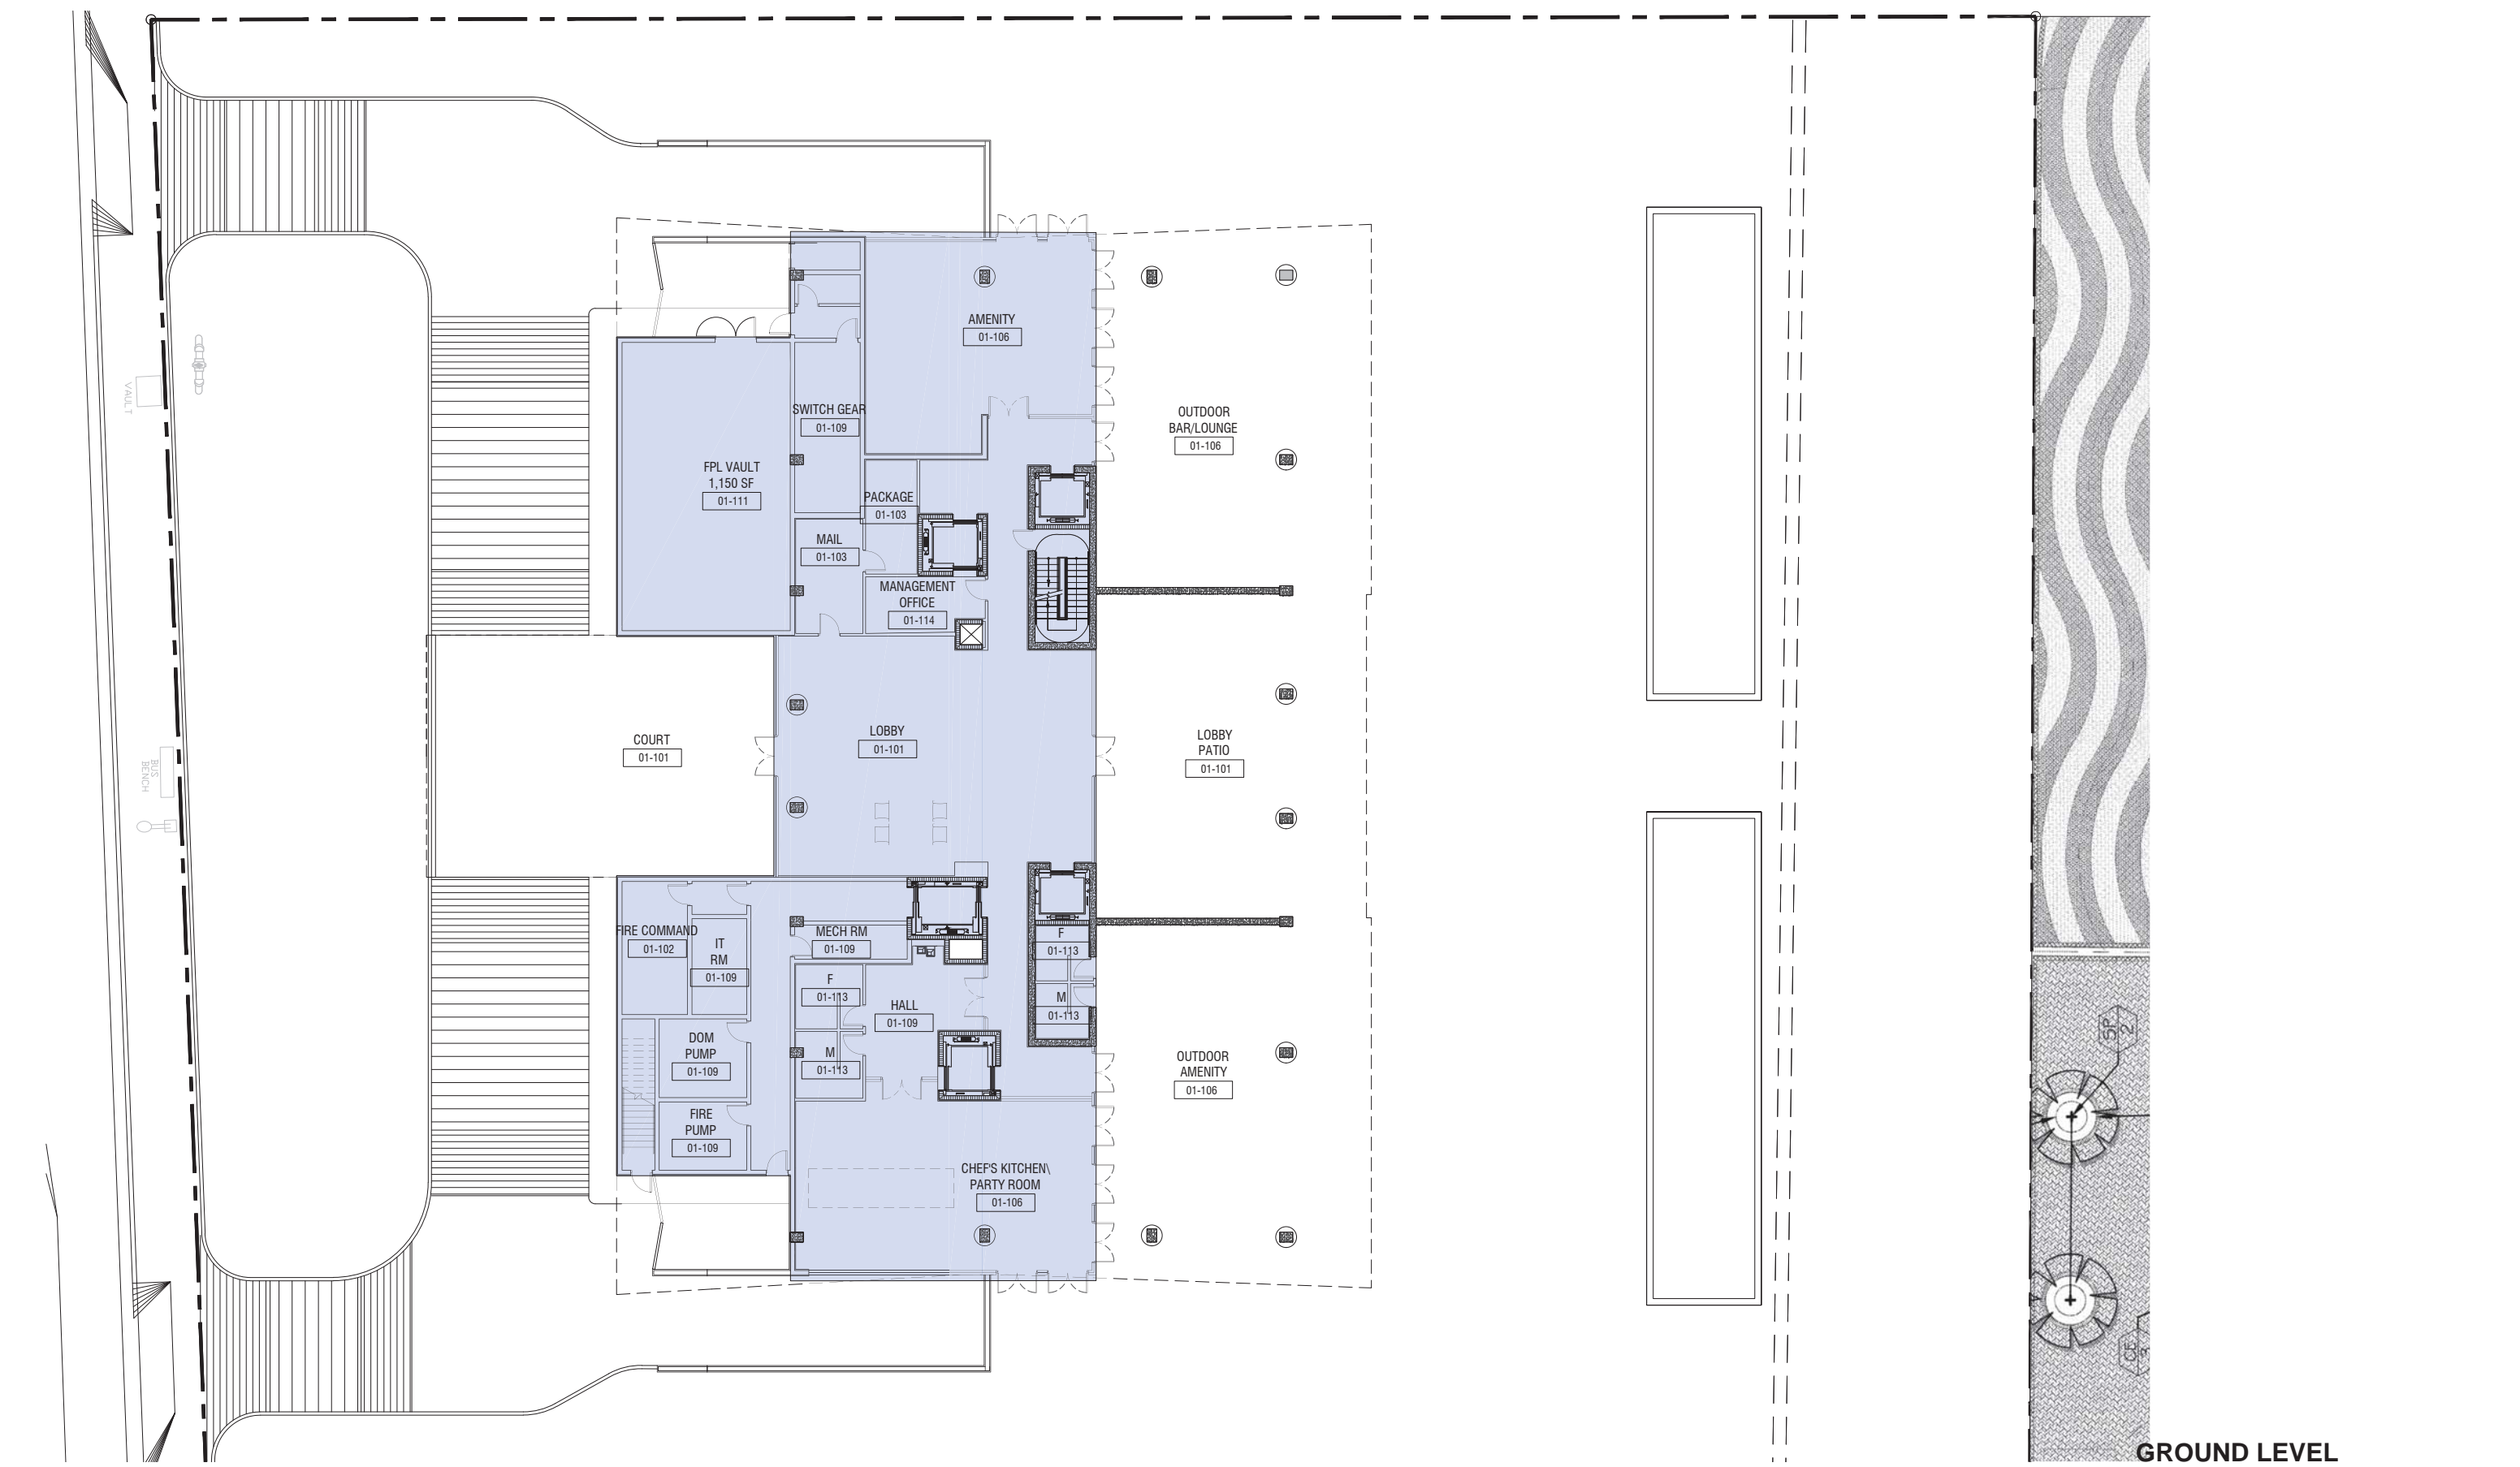 AMENITY
01-106
VAULT
SWITCH GEAR
01-109
OUTDOOR
BAR/LOUNGE
01-106
FPL VAULT
1,150 SF
01-111
PACKAGE
01-103
MAIL
01-103
MANAGEMENT
OFFICE
01-114
COURT
01-101
LOBBY
01-101
LOBBY
PATIO
01-101
BUS
BENCH
FIRE COMMAND
01-102
IT
RM
01-109
MECH RM
01-109
F
01-113
F
01-113
HALL
01-109
M
01-113
M
01-113
DOM
PUMP
01-109
OUTDOOR
AMENITY
01-106
SP
2
FIRE
PUMP
01-109
CHEF'S KITCHEN\
PARTY ROOM
01-106
CE
GROUND LEVEL